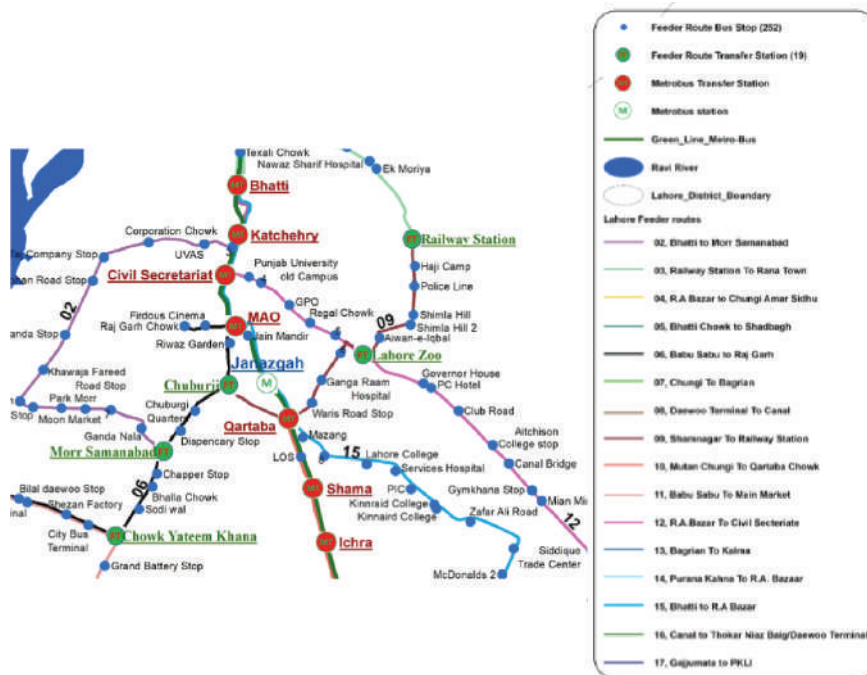 Texali Chowk
Nawaz Sharif Hospital
Ek Moriya
Bhatti
Corporation Chowk
Katchehry
UVAS
Railway Station
Company Stop
Civil Secretariat
Punjab University
old Campus
Haji Camp
Police Line
Road Stop
02
GPO
Firdous Cinema
MAO
Regal Chowk
09
Shimla Hill
Raj Garh Chowk
Jain Mandir
Shimla Hill 2
Aiwan-e-Iqbal
Riwaz Garden
Janazgah
Lahore Zoo
Khawaja Fareed
Road Stop
Chuburji
Ganga Raam
Hospital
Governor House
PC Hotel
Park Morr
Chuburgi
Quarter
Qartaba
Waris Road Stop
Club Road
Stop
Moon Market
Ganda Nala
Dispencary Stop
Mazang
Aitchison
College stop
15
Lahore College
Morr Samanabad
LOS
Services Hospital
Canal Bridge
Chapper Stop
06
Shama
PIC
Gymkhana Stop
Bilal daewoo Stop
Bhalla Chowk
Kinnraid College
Mian Mir
Shezan Factory
Sodi wal
Kinnaird College
Zafar Ali Road
12
City Bus
Terminal
Chowk Yateem Khana
Ichra
Siddique
Trade Center
Grand Battery Stop
McDonalds 2
Feeder Route Bus Stop (252)
FT Feeder Route Transfer Station (19)
MT Metrobus Transfer Station
M Metrobus station
Green_Line_Metro-Bus
Ravi River
Lahore_District_Boundary
Lahore Feeder routes
02, Bhatti to Morr Samanabad
03, Railway Station To Rana Town
04, R.A Bazar to Chungi Amar Sidhu
05, Bhatti Chowk to Shadbagh
06, Babu Sabu to Raj Garh
07, Chungi To Bagrian
08, Daewoo Terminal To Canal
09, Shamnagar To Railway Station
10, Mutan Chungi To Qartaba Chowk
11, Babu Sabu To Main Market
12, R.A.Bazar To Civil Secteriate
13, Bagrian To Kalma
14, Purana Kahna To R.A. Bazaar
15, Bhatti to R.A Bazar
16, Canal to Thokar Niaz Baig/Daewoo Terminal
17, Gajjumata to PKLI